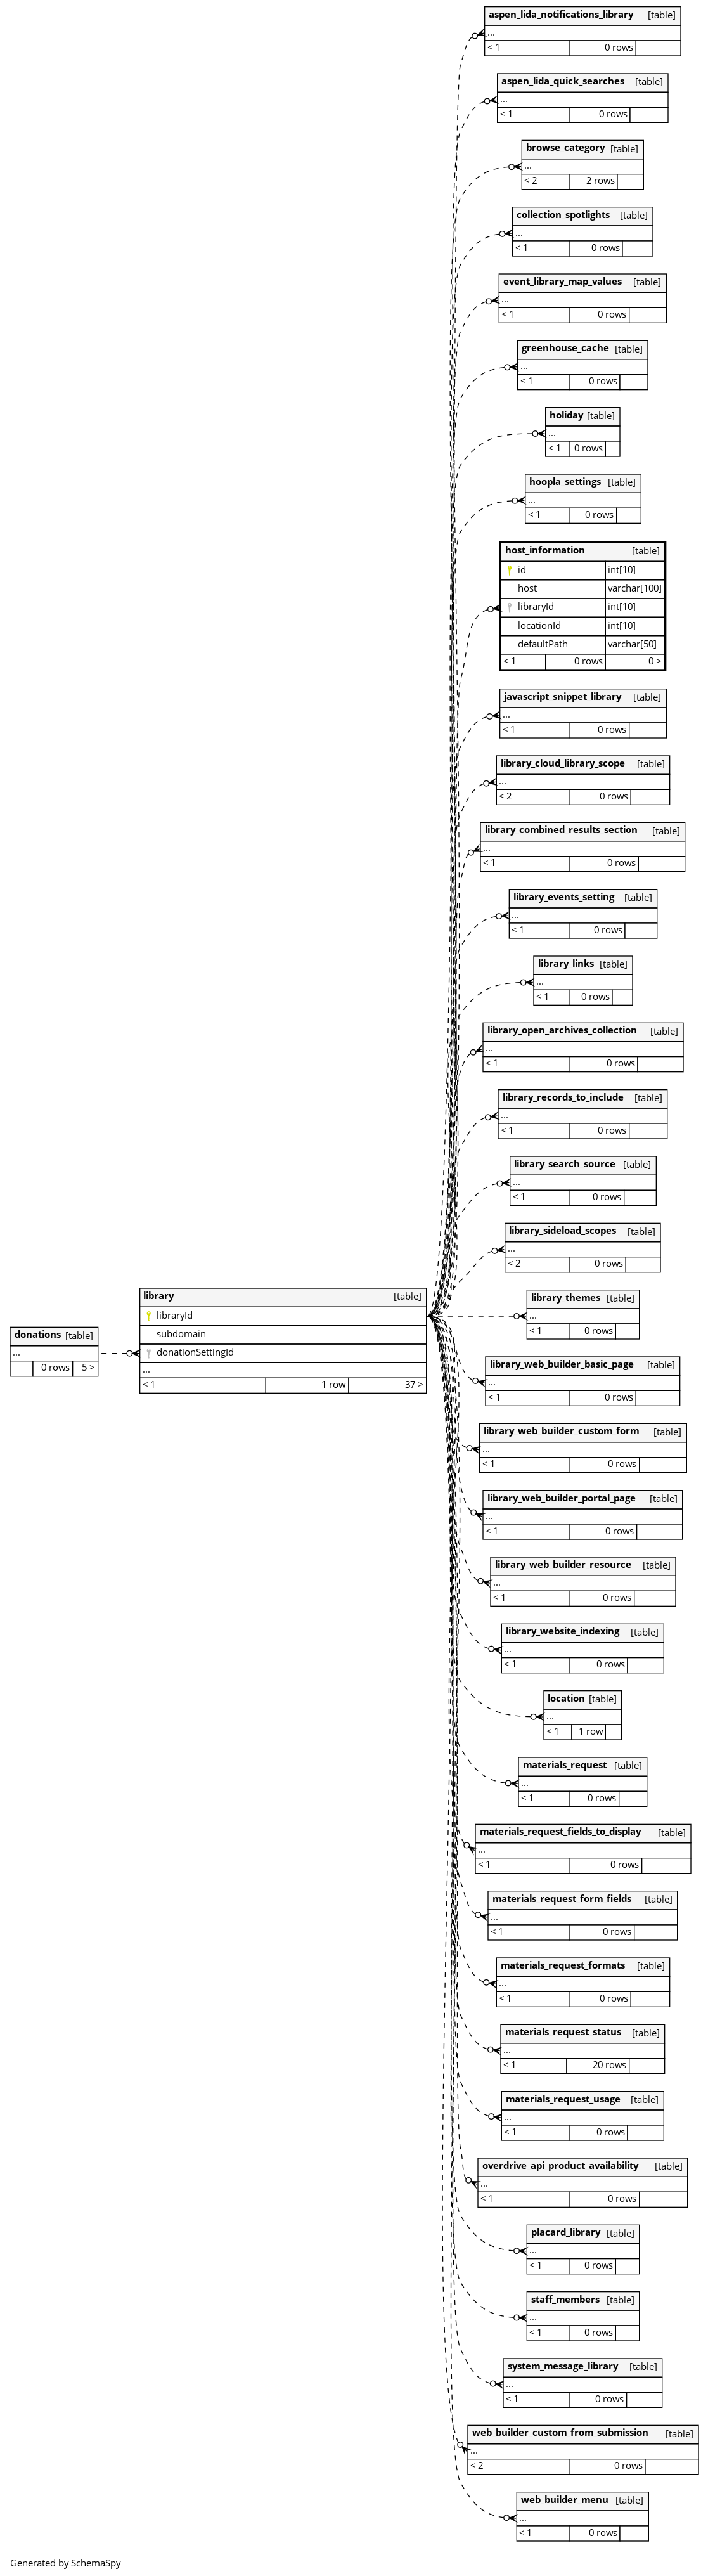 aspen_lida_notifications_library [table]
...
< 1 0 rows
aspen_lida_quick_searches [table]
...
< 1 0 rows
browse_category [table]
...
< 2 2 rows
collection_spotlights [table]
...
< 1 0 rows
event_library_map_values [table]
...
< 1 0 rows
greenhouse_cache [table]
...
< 1 0 rows
holiday [table]
...
< 1 0 rows
hoopla_settings [table]
...
< 1 0 rows
host_information [table]
id int[10]
host varchar[100]
libraryId int[10]
locationId int[10]
defaultPath varchar[50]
< 1 0 rows 0 >
javascript_snippet_library [table]
...
< 1 0 rows
library_cloud_library_scope [table]
...
< 2 0 rows
library_combined_results_section [table]
...
< 1 0 rows
library_events_setting [table]
...
< 1 0 rows
library_links [table]
...
< 1 0 rows
library_open_archives_collection [table]
...
< 1 0 rows
library_records_to_include [table]
...
< 1 0 rows
library_search_source [table]
...
< 1 0 rows
library_sideload_scopes [table]
...
< 2 0 rows
donations [table]
...
0 rows 5 >
library [table]
libraryId
subdomain
donationSettingId
...
< 1 1 row 37 >
library_themes [table]
...
< 1 0 rows
library_web_builder_basic_page [table]
...
< 1 0 rows
library_web_builder_custom_form [table]
...
< 1 0 rows
library_web_builder_portal_page [table]
...
< 1 0 rows
library_web_builder_resource [table]
...
< 1 0 rows
library_website_indexing [table]
...
< 1 0 rows
location [table]
...
< 1 1 row
materials_request [table]
...
< 1 0 rows
materials_request_fields_to_display [table]
...
< 1 0 rows
materials_request_form_fields [table]
...
< 1 0 rows
materials_request_formats [table]
...
< 1 0 rows
materials_request_status [table]
...
< 1 20 rows
materials_request_usage [table]
...
< 1 0 rows
overdrive_api_product_availability [table]
...
< 1 0 rows
placard_library [table]
...
< 1 0 rows
staff_members [table]
...
< 1 0 rows
system_message_library [table]
...
< 1 0 rows
web_builder_custom_from_submission [table]
...
< 2 0 rows
web_builder_menu [table]
...
< 1 0 rows
Generated by SchemaSpy